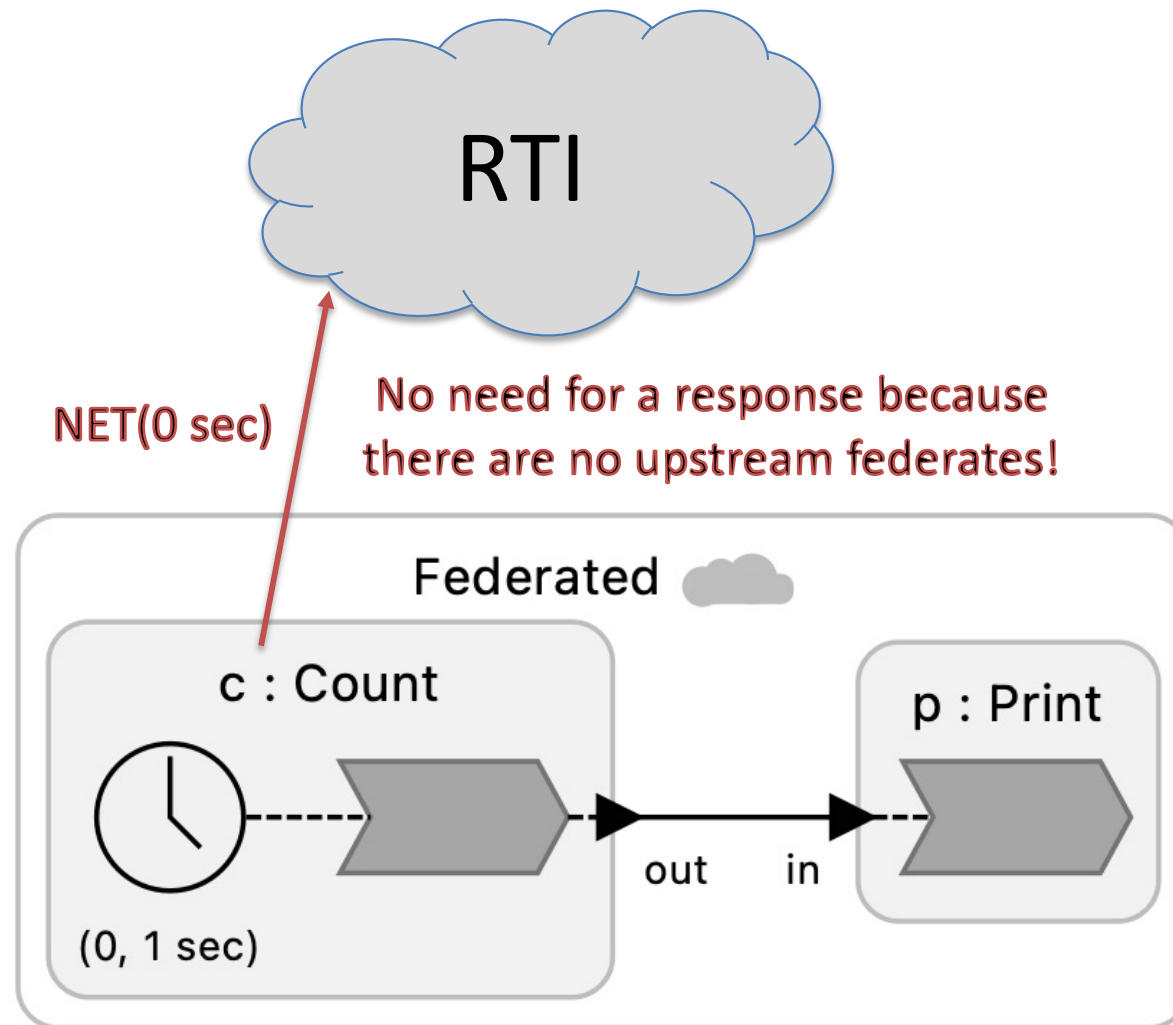 RTI
NET(0 sec)
No need for a response because
there are no upstream federates!
Federated
c : Count
p : Print
out
in
(0, 1 sec)